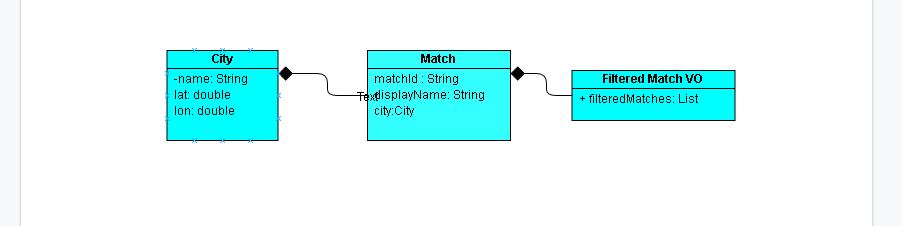 City
-name: String
lat: double
lon: double
Match
matchId : String
displayName: String
city:City
Text
Filtered Match VO
+ filteredMatches: List